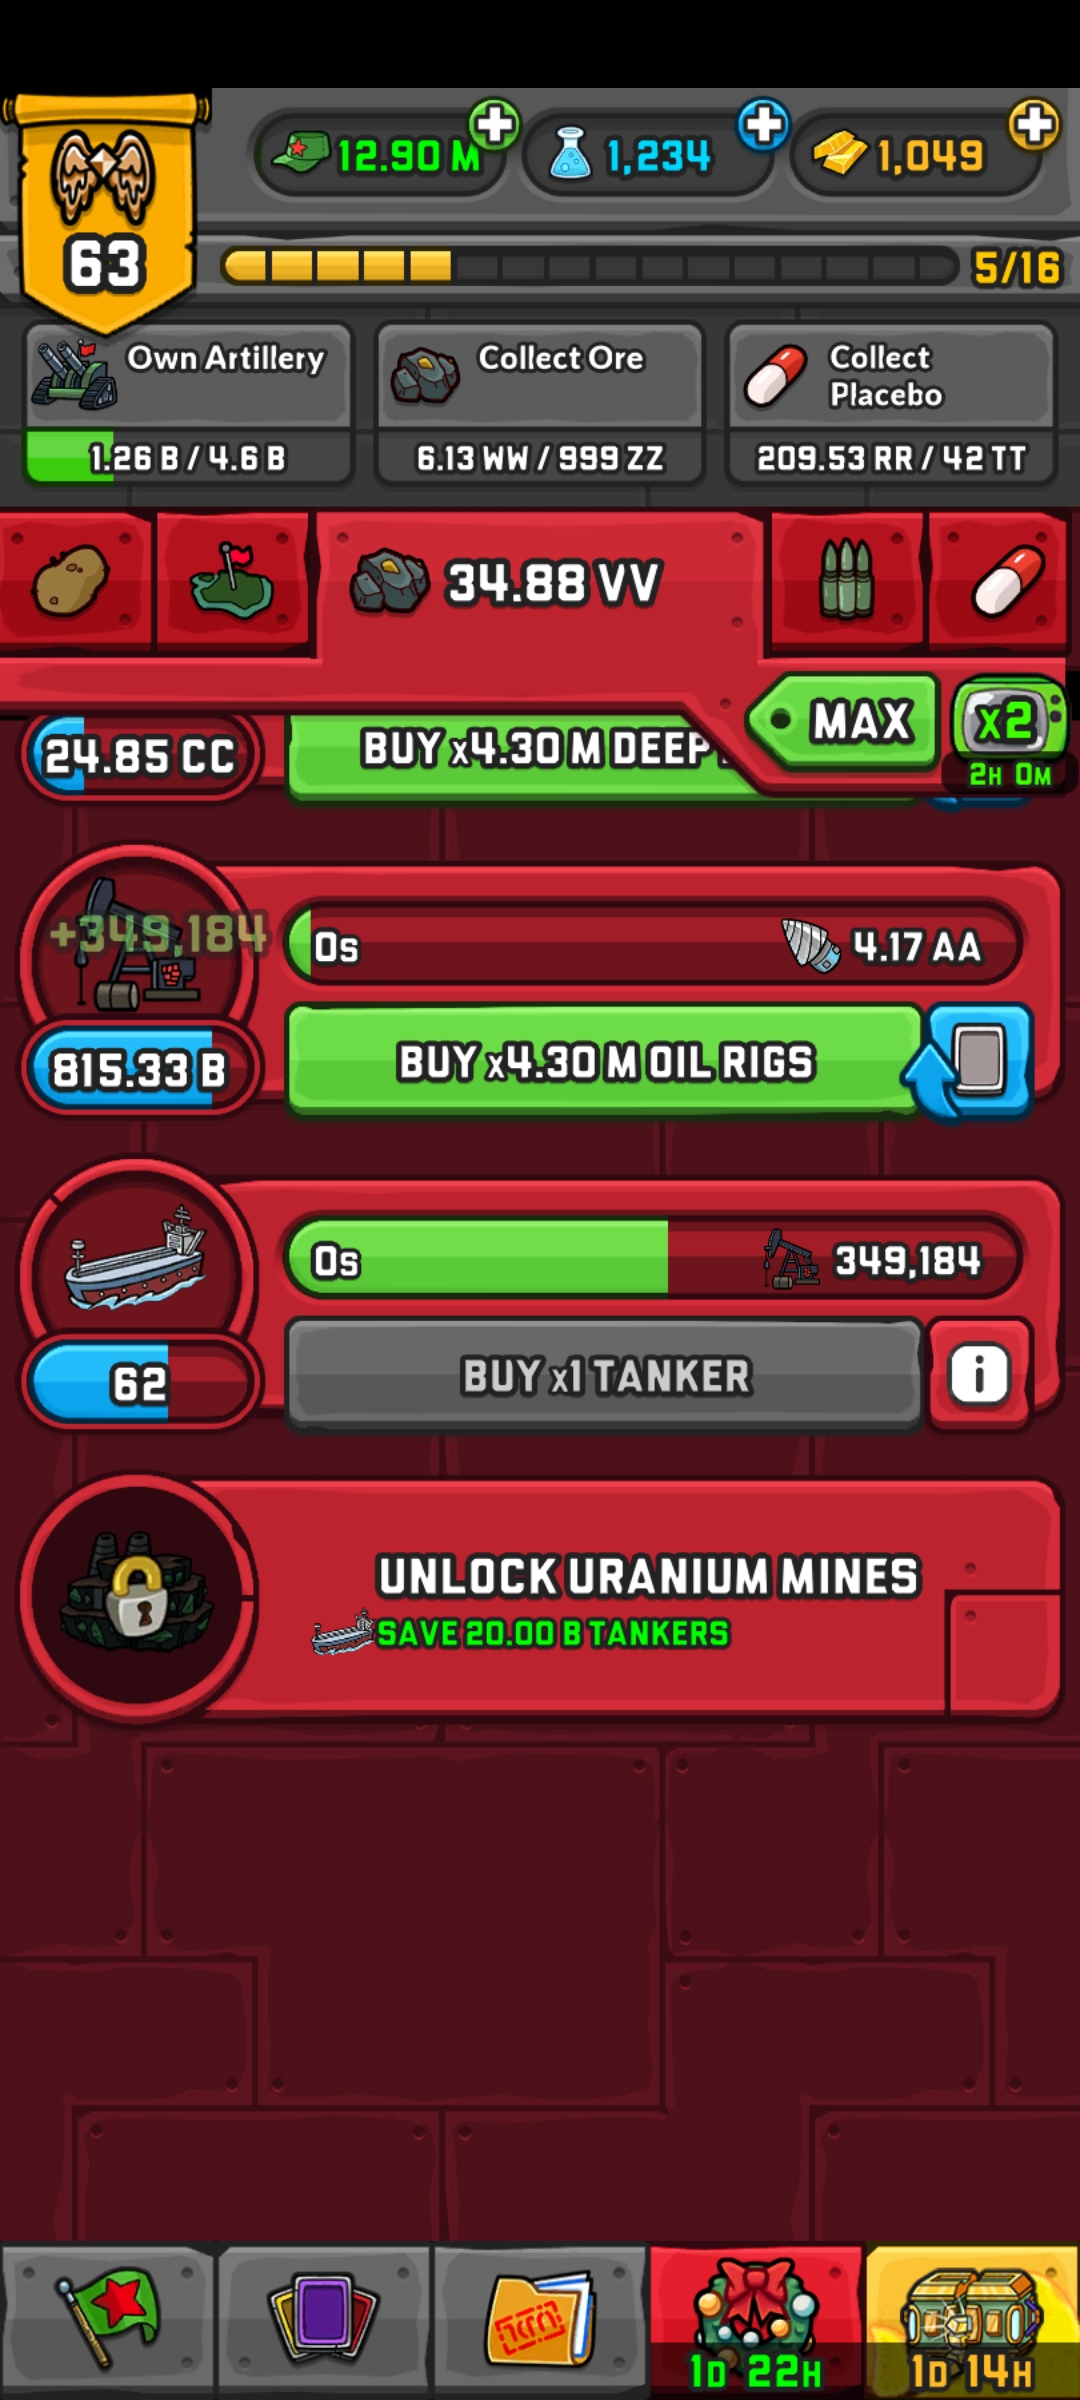 12.90 M
1,234
1,049
63
5/16
Own Artillery
Collect Ore
Collect
Placebo
1.26 B / 4.6 B
6.13 WW / 999 ZZ
209.53 RR / 42 TT
34.88 VV
MAX
x2
2H 0M
24.85 CC
BUY x4.30 M DEEP
+349,184
0s
4.17 AA
815.33 B
BUY x4.30 M OIL RIGS
0s
349,184
62
BUY x1 TANKER
i
UNLOCK URANIUM MINES
SAVE 20.00 B TANKERS
1D 22H
1D 14H